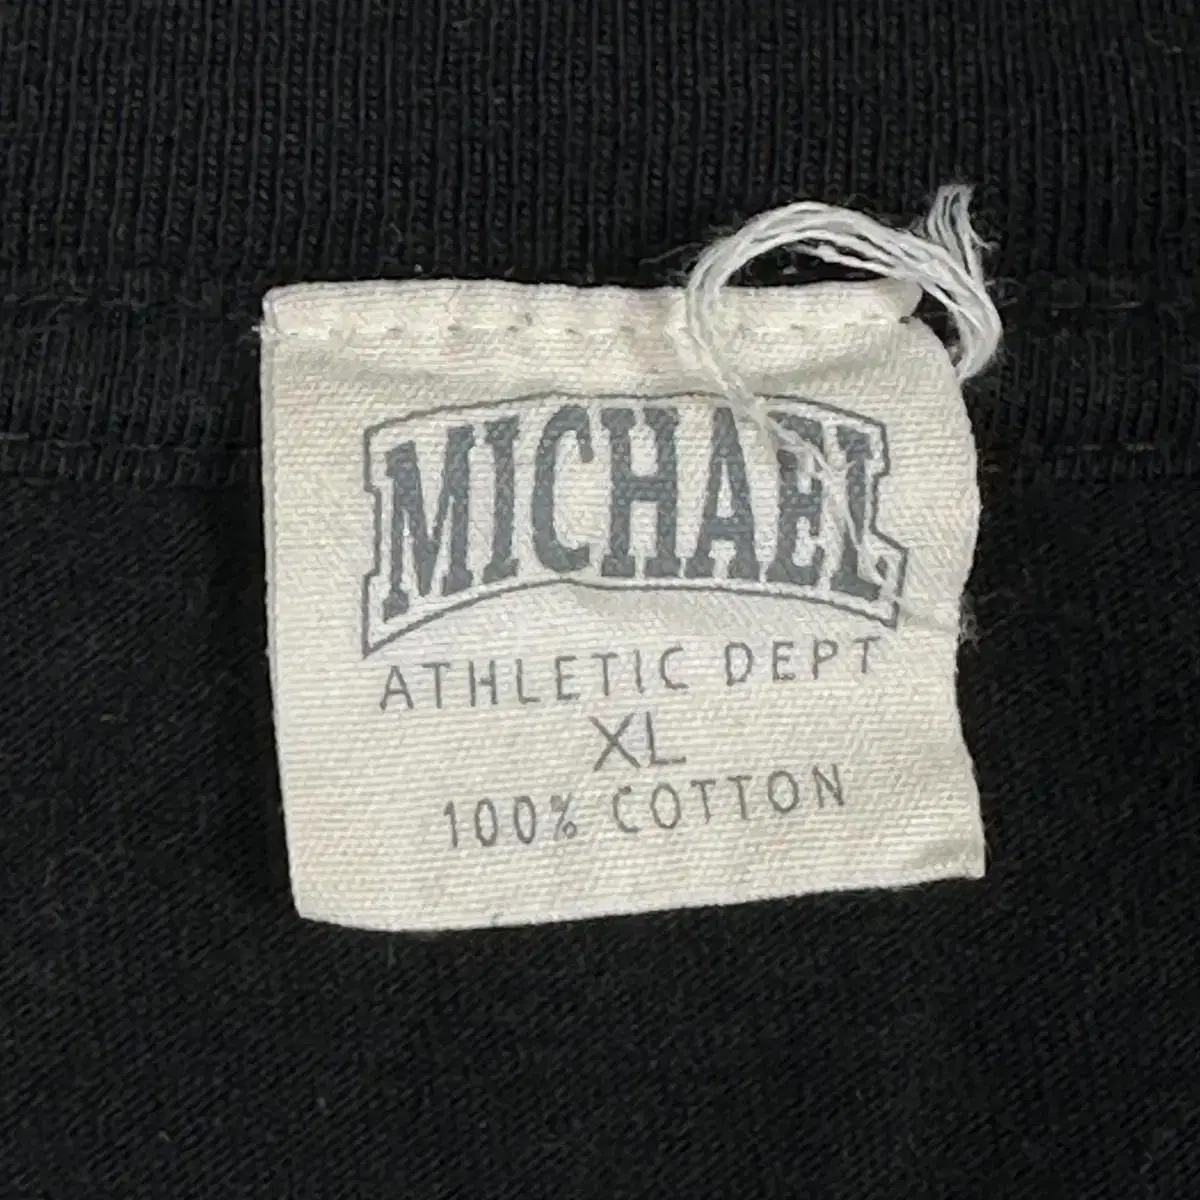 MICHAEL
ATHLETIC DEPT
XL
100% COTTON